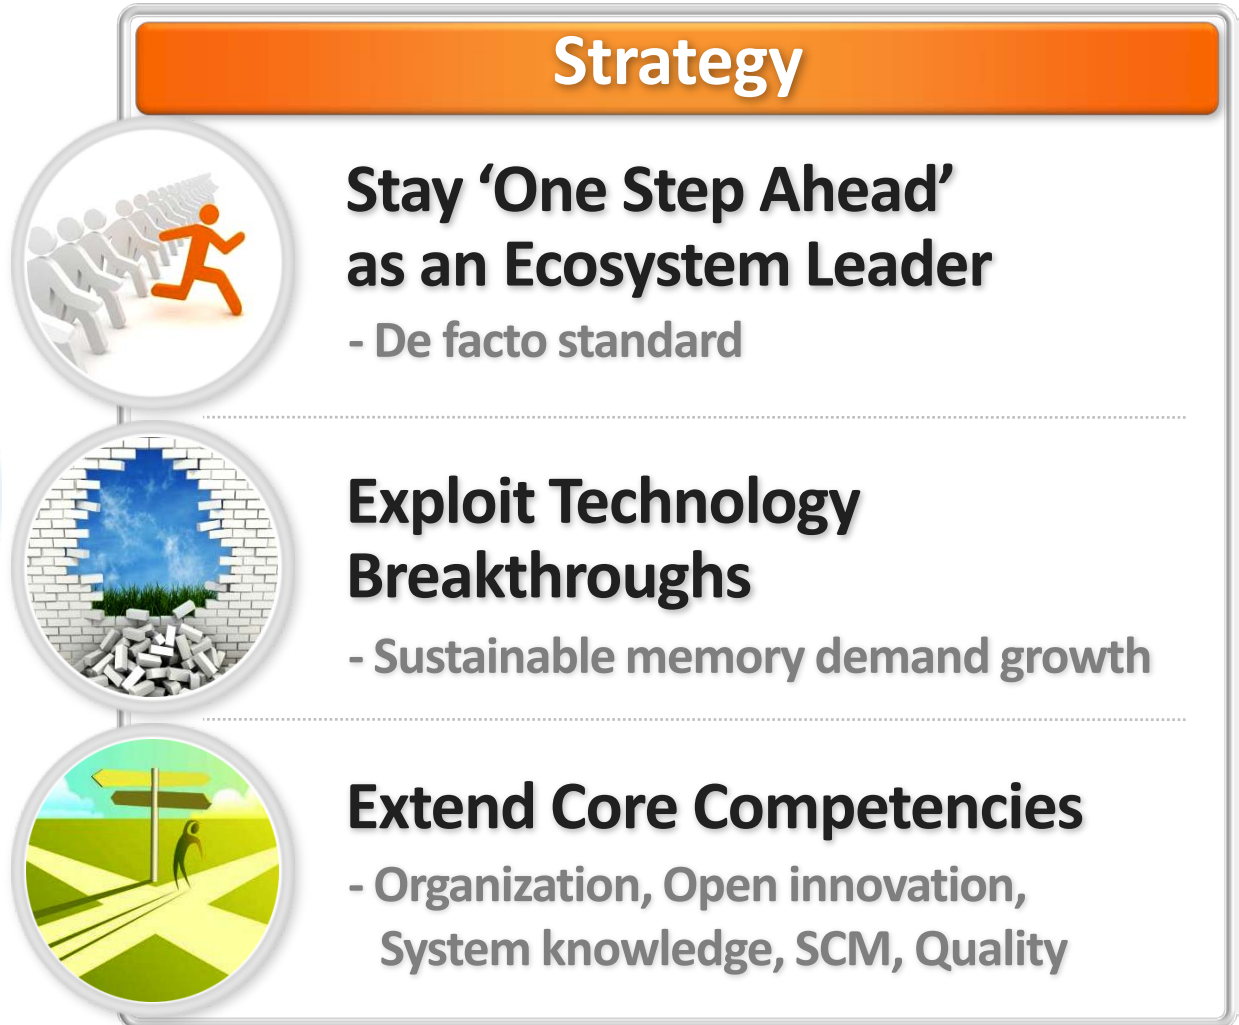 Strategy
Stay ‘One Step Ahead’
as an Ecosystem Leader
- De facto standard
Exploit Technology
Breakthroughs
- Sustainable memory demand growth
Extend Core Competencies
- Organization, Open innovation,
System knowledge, SCM, Quality